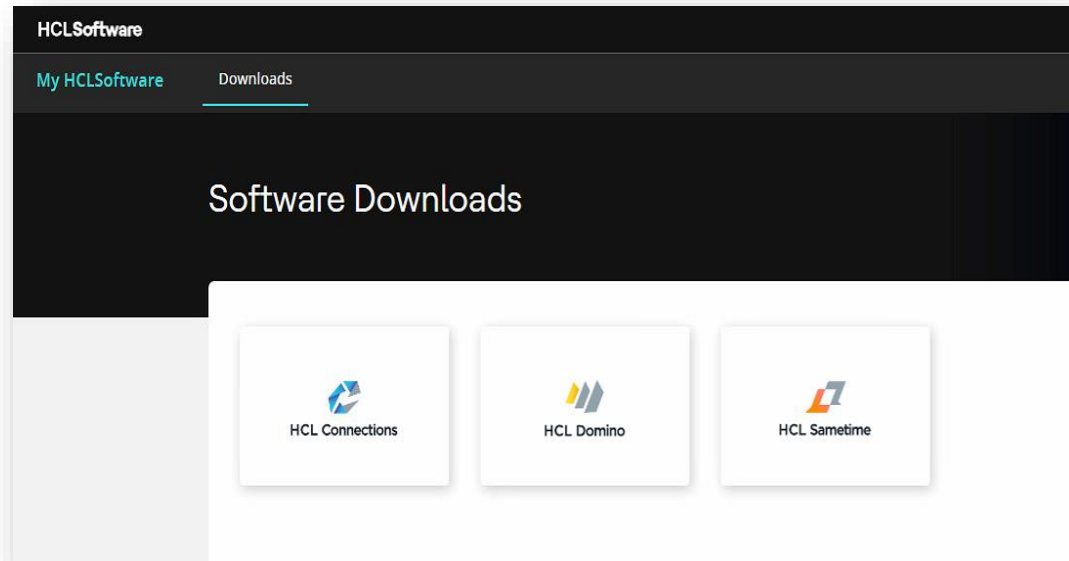 HCLSoftware
My HCLSoftware Downloads
Software Downloads
HCL Connections HCL Domino HCL Sametime